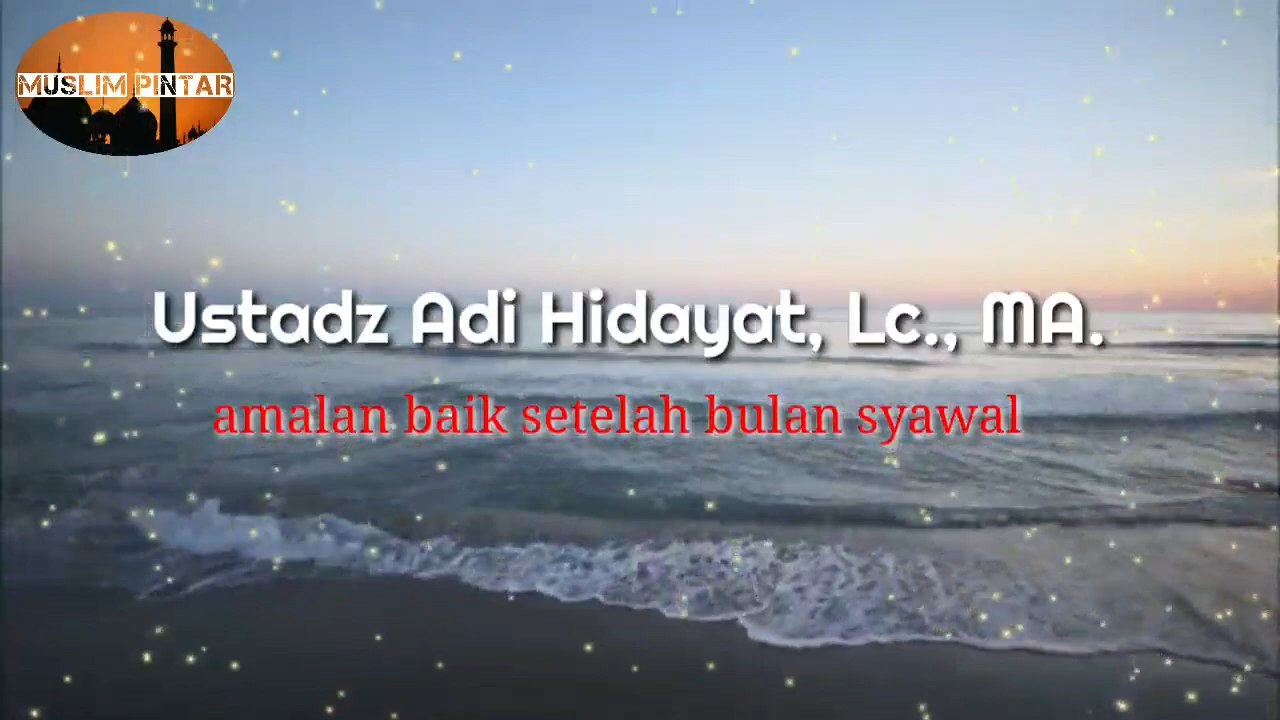 MUSLIM PINTAR
Ustadz Adi Hidayat, Lc., MA.
amalan baik setelah bulan syawal